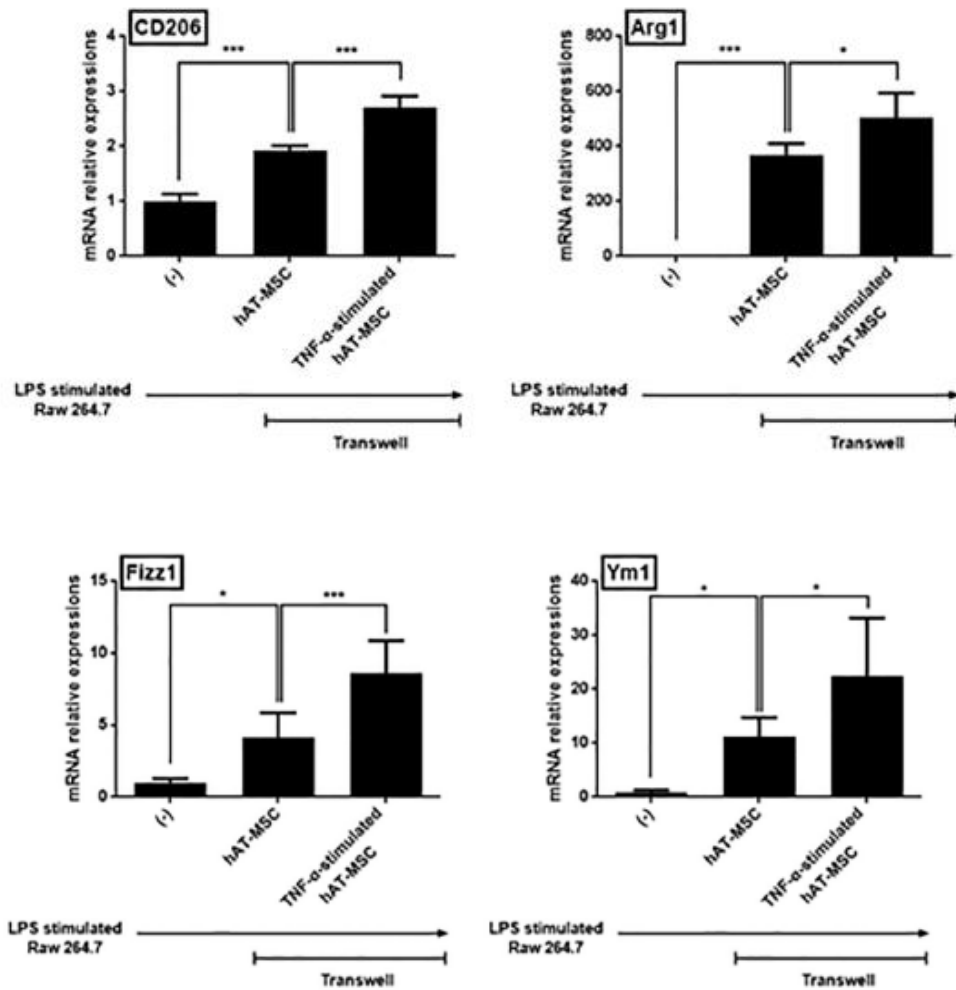 CD206
mRNA relative expressions
4
3
2
1
0
***
***
(-)
hAT-MSC
TNF-α-stimulated
hAT-MSC
LPS stimulated
Raw 264.7
Transwell
Arg1
mRNA relative expressions
800
600
400
200
0
***
*
(-)
hAT-MSC
TNF-α-stimulated
hAT-MSC
LPS stimulated
Raw 264.7
Transwell
Fizz1
mRNA relative expressions
15
10
5
0
*
***
(-)
hAT-MSC
TNF-α-stimulated
hAT-MSC
LPS stimulated
Raw 264.7
Transwell
Ym1
mRNA relative expressions
40
30
20
10
0
*
*
(-)
hAT-MSC
TNF-α-stimulated
hAT-MSC
LPS stimulated
Raw 264.7
Transwell